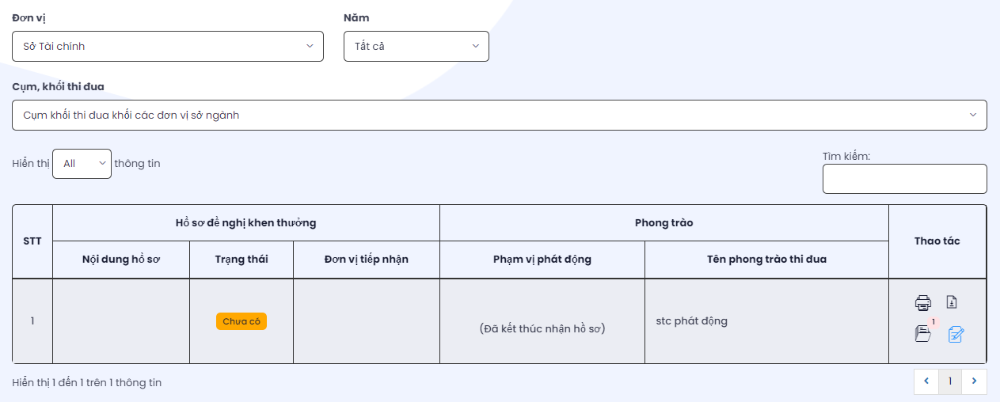 Đơn vị Năm
Sở Tài chính Tất cả
Cụm, khối thi đua
Cụm khối thi đua khối các đơn vị sở ngành
Hiển thị All thông tin
Tìm kiếm:
STT Hồ sơ đề nghị khen thưởng Phong trào Thao tác
Nội dung hồ sơ Trạng thái Đơn vị tiếp nhận Phạm vị phát động Tên phong trào thi đua
1 Chưa có (Đã kết thúc nhận hồ sơ) stc phát động 1
Hiển thị 1 đến 1 trên 1 thông tin
1